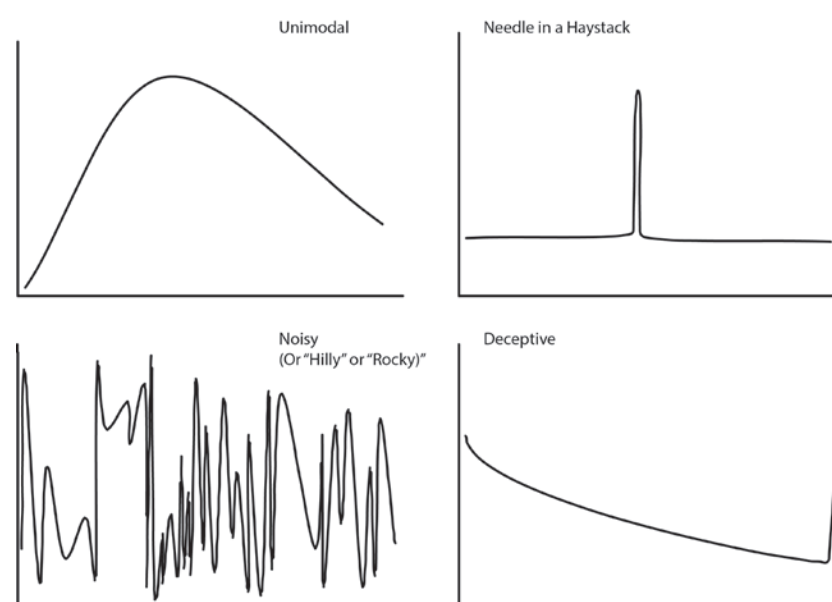 Unimodal
Needle in a Haystack
Noisy
(Or “Hilly” or “Rocky)”
Deceptive